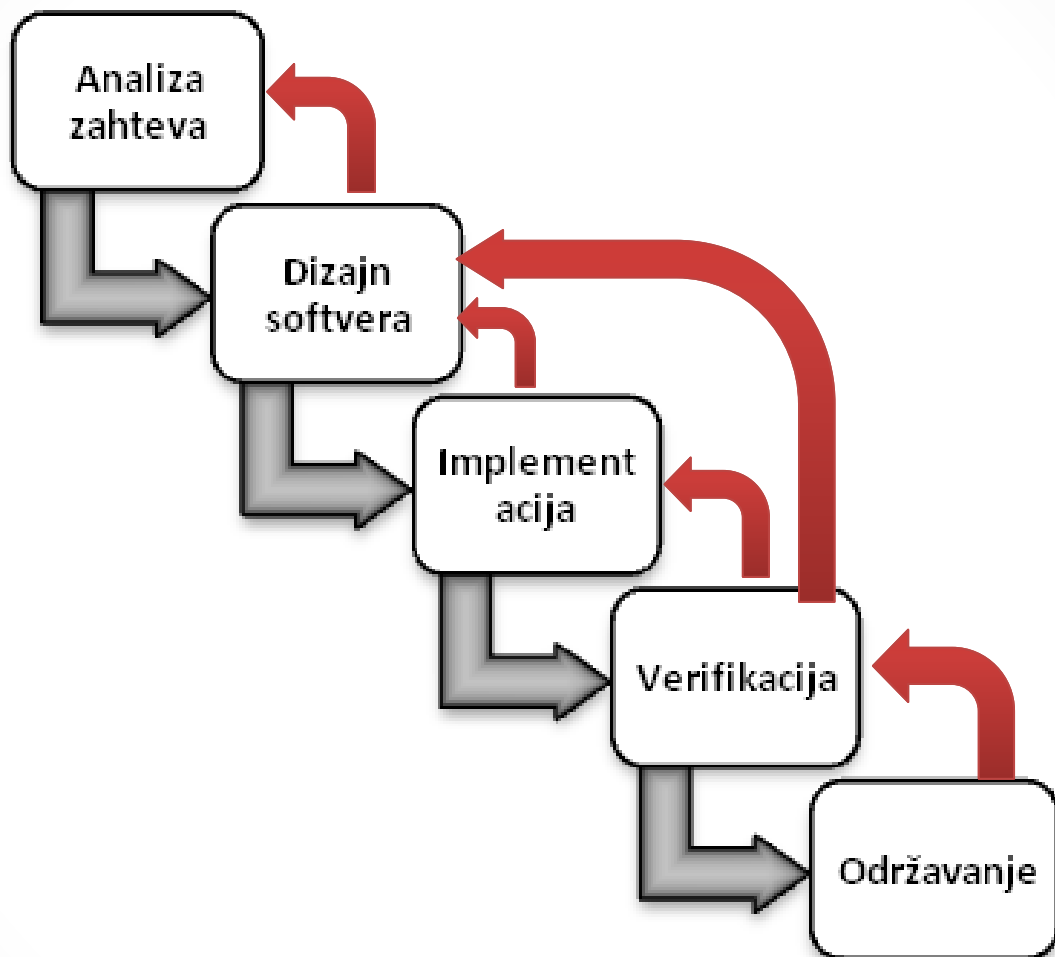 Analiza
zahteva
Dizajn
softvera
Implement
acija
Verifikacija
Održavanje